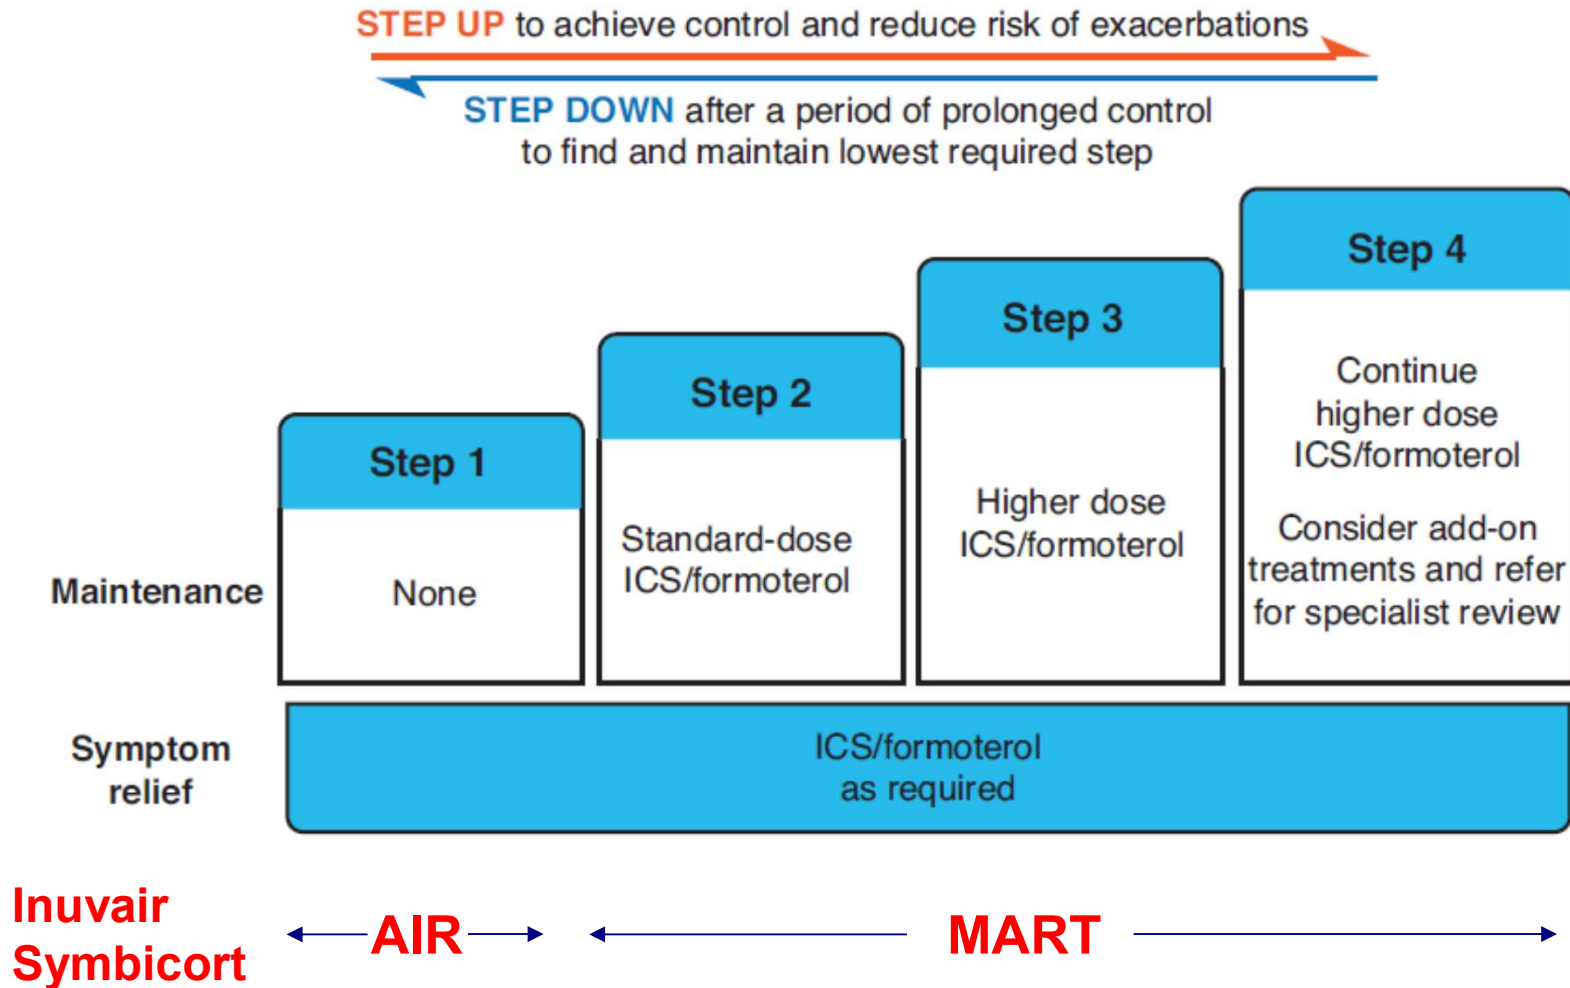 STEP UP to achieve control and reduce risk of exacerbations
STEP DOWN after a period of prolonged control
to find and maintain lowest required step
Step 1
Step 2
Step 3
Step 4
Maintenance
None
Standard-dose
ICS/formoterol
Higher dose
ICS/formoterol
Continue
higher dose
ICS/formoterol
Consider add-on
treatments and refer
for specialist review
Symptom
relief
ICS/formoterol
as required
Inuvair
Symbicort
AIR
MART